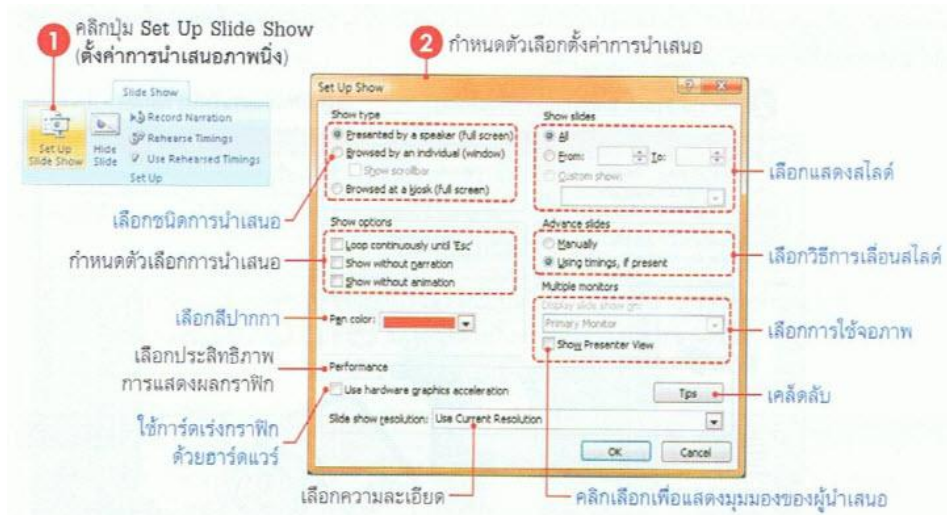 1 คลิกปุ่ม Set Up Slide Show
(ตั้งค่าการนำเสนอภาพนิ่ง)
2 กำหนดตัวเลือกตั้งค่าการนำเสนอ
Slide Show
Set Up
Slide Show
Hide
Slide
Record Narration
Rehearse Timings
Use Rehearsed Timings
Set Up
Set Up Show
Show type
Presented by a speaker (full screen)
Browsed by an individual (window)
Show scrollbar
Browsed at a kiosk (full screen)
Show slides
All
From: To:
Custom show:
เลือกแสดงสไลด์
เลือกชนิดการนำเสนอ
Show options
Loop continuously until 'Esc'
Show without narration
Show without animation
กำหนดตัวเลือกการนำเสนอ
Advance slides
Manually
Using timings, if present
เลือกวิธีการเลื่อนสไลด์
Multiple monitors
Display slide show on:
Primary Monitor
Show Presenter View
เลือกการใช้จอภาพ
เลือกสีปากกา
Pen color:
เลือกประสิทธิภาพ
การแสดงผลกราฟิก
Performance
Use hardware graphics acceleration
Tips
เคล็ดลับ
ใช้การ์ดเร่งกราฟิก
ด้วยฮาร์ดแวร์
Slide show resolution: Use Current Resolution
OK Cancel
เลือกความละเอียด
คลิกเลือกเพื่อแสดงมุมมองของผู้นำเสนอ